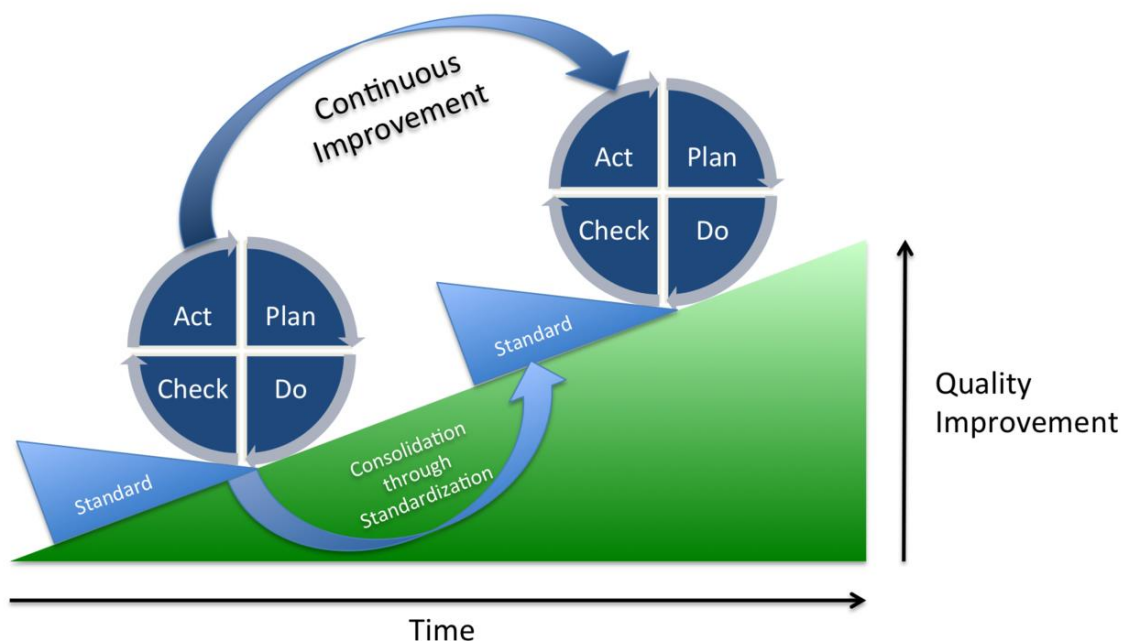 Continuous
Improvement
Act
Plan
Check
Do
Act
Plan
Check
Do
Standard
Standard
Consolidation
through
Standardization
Quality
Improvement
Time